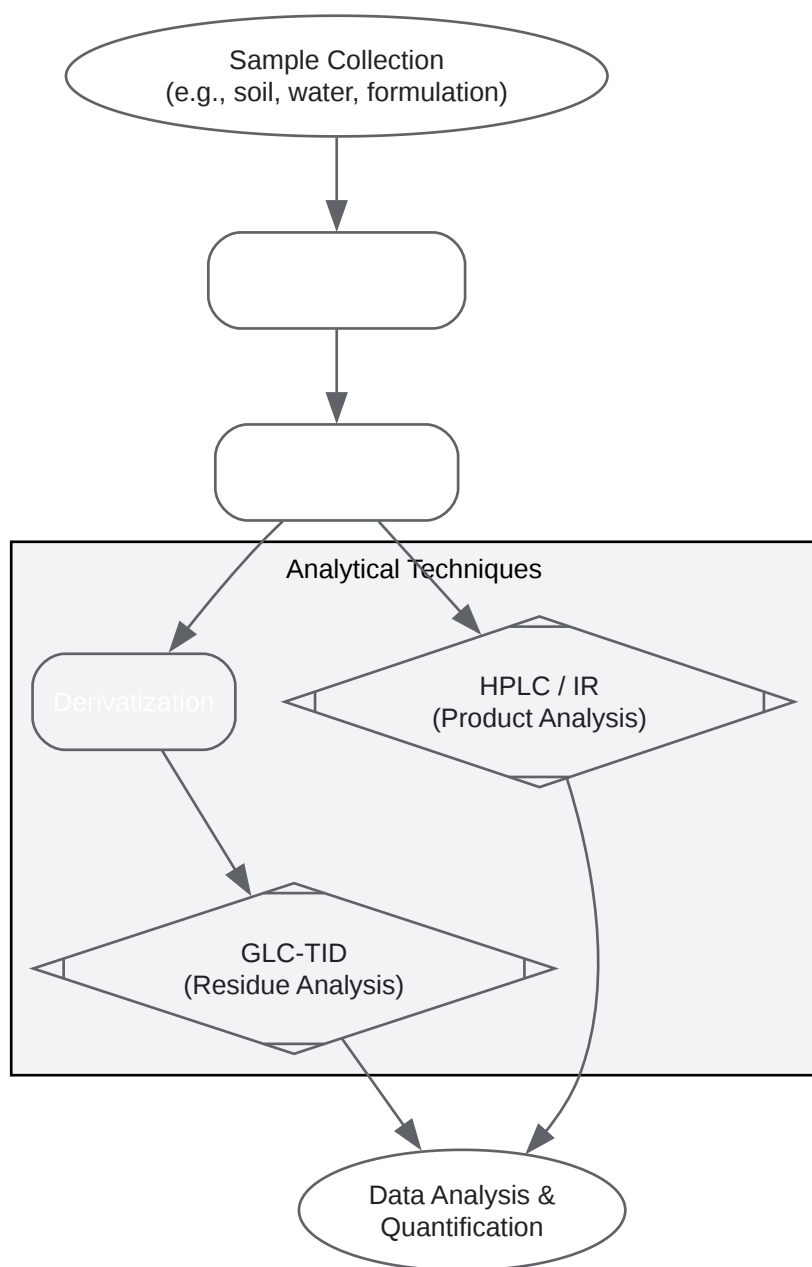 Sample Collection
(e.g., soil, water, formulation)
Analytical Techniques
Derivatization
HPLC / IR
(Product Analysis)
GLC-TID
(Residue Analysis)
Data Analysis &
Quantification